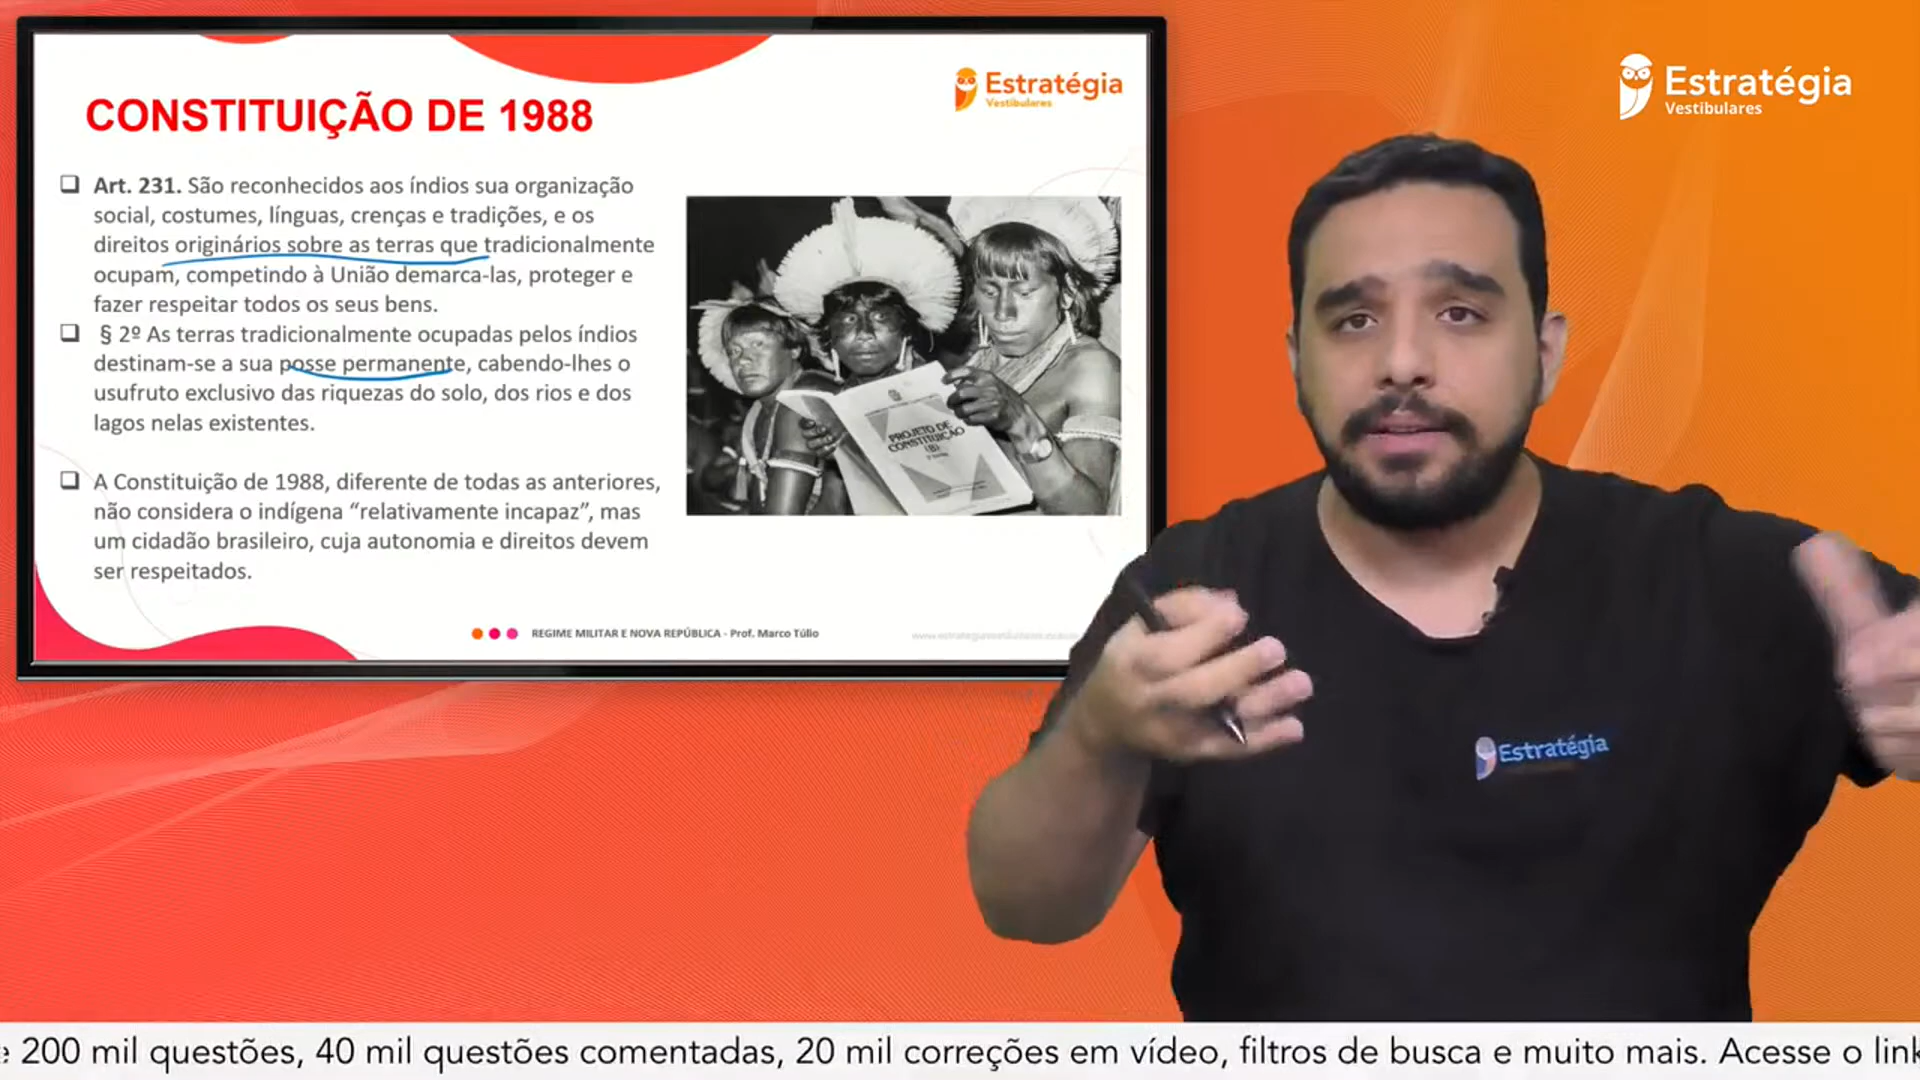 CONSTITUIÇÃO DE 1988
Estratégia
Vestibulares
Art. 231. São reconhecidos aos índios sua organização
social, costumes, línguas, crenças e tradições, e os
direitos originários sobre as terras que tradicionalmente
ocupam, competindo à União demarca-las, proteger e
fazer respeitar todos os seus bens.
§ 2º As terras tradicionalmente ocupadas pelos índios
destinam-se a sua posse permanente, cabendo-lhes o
usufruto exclusivo das riquezas do solo, dos rios e dos
lagos nelas existentes.
A Constituição de 1988, diferente de todas as anteriores,
não considera o indígena “relativamente incapaz”, mas
um cidadão brasileiro, cuja autonomia e direitos devem
ser respeitados.
PROJETO DE
CONSTITUIÇÃO
(B)
REGIME MILITAR E NOVA REPÚBLICA - Prof. Marco Túlio
Estratégia
Vestibulares
Estratégia
200 mil questões, 40 mil questões comentadas, 20 mil correções em vídeo, filtros de busca e muito mais. Acesse o link